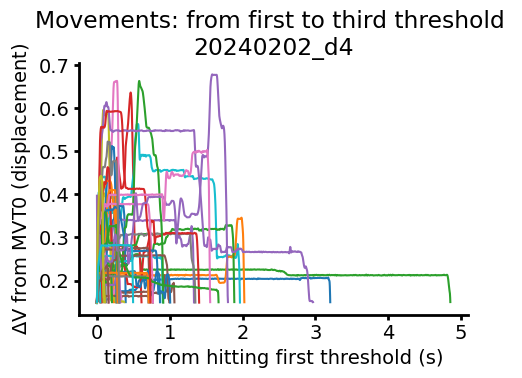 Movements: from first to third threshold
20240202_d4
ΔV from MVT0 (displacement)
0.7
0.6
0.5
0.4
0.3
0.2
0 1 2 3 4 5
time from hitting first threshold (s)